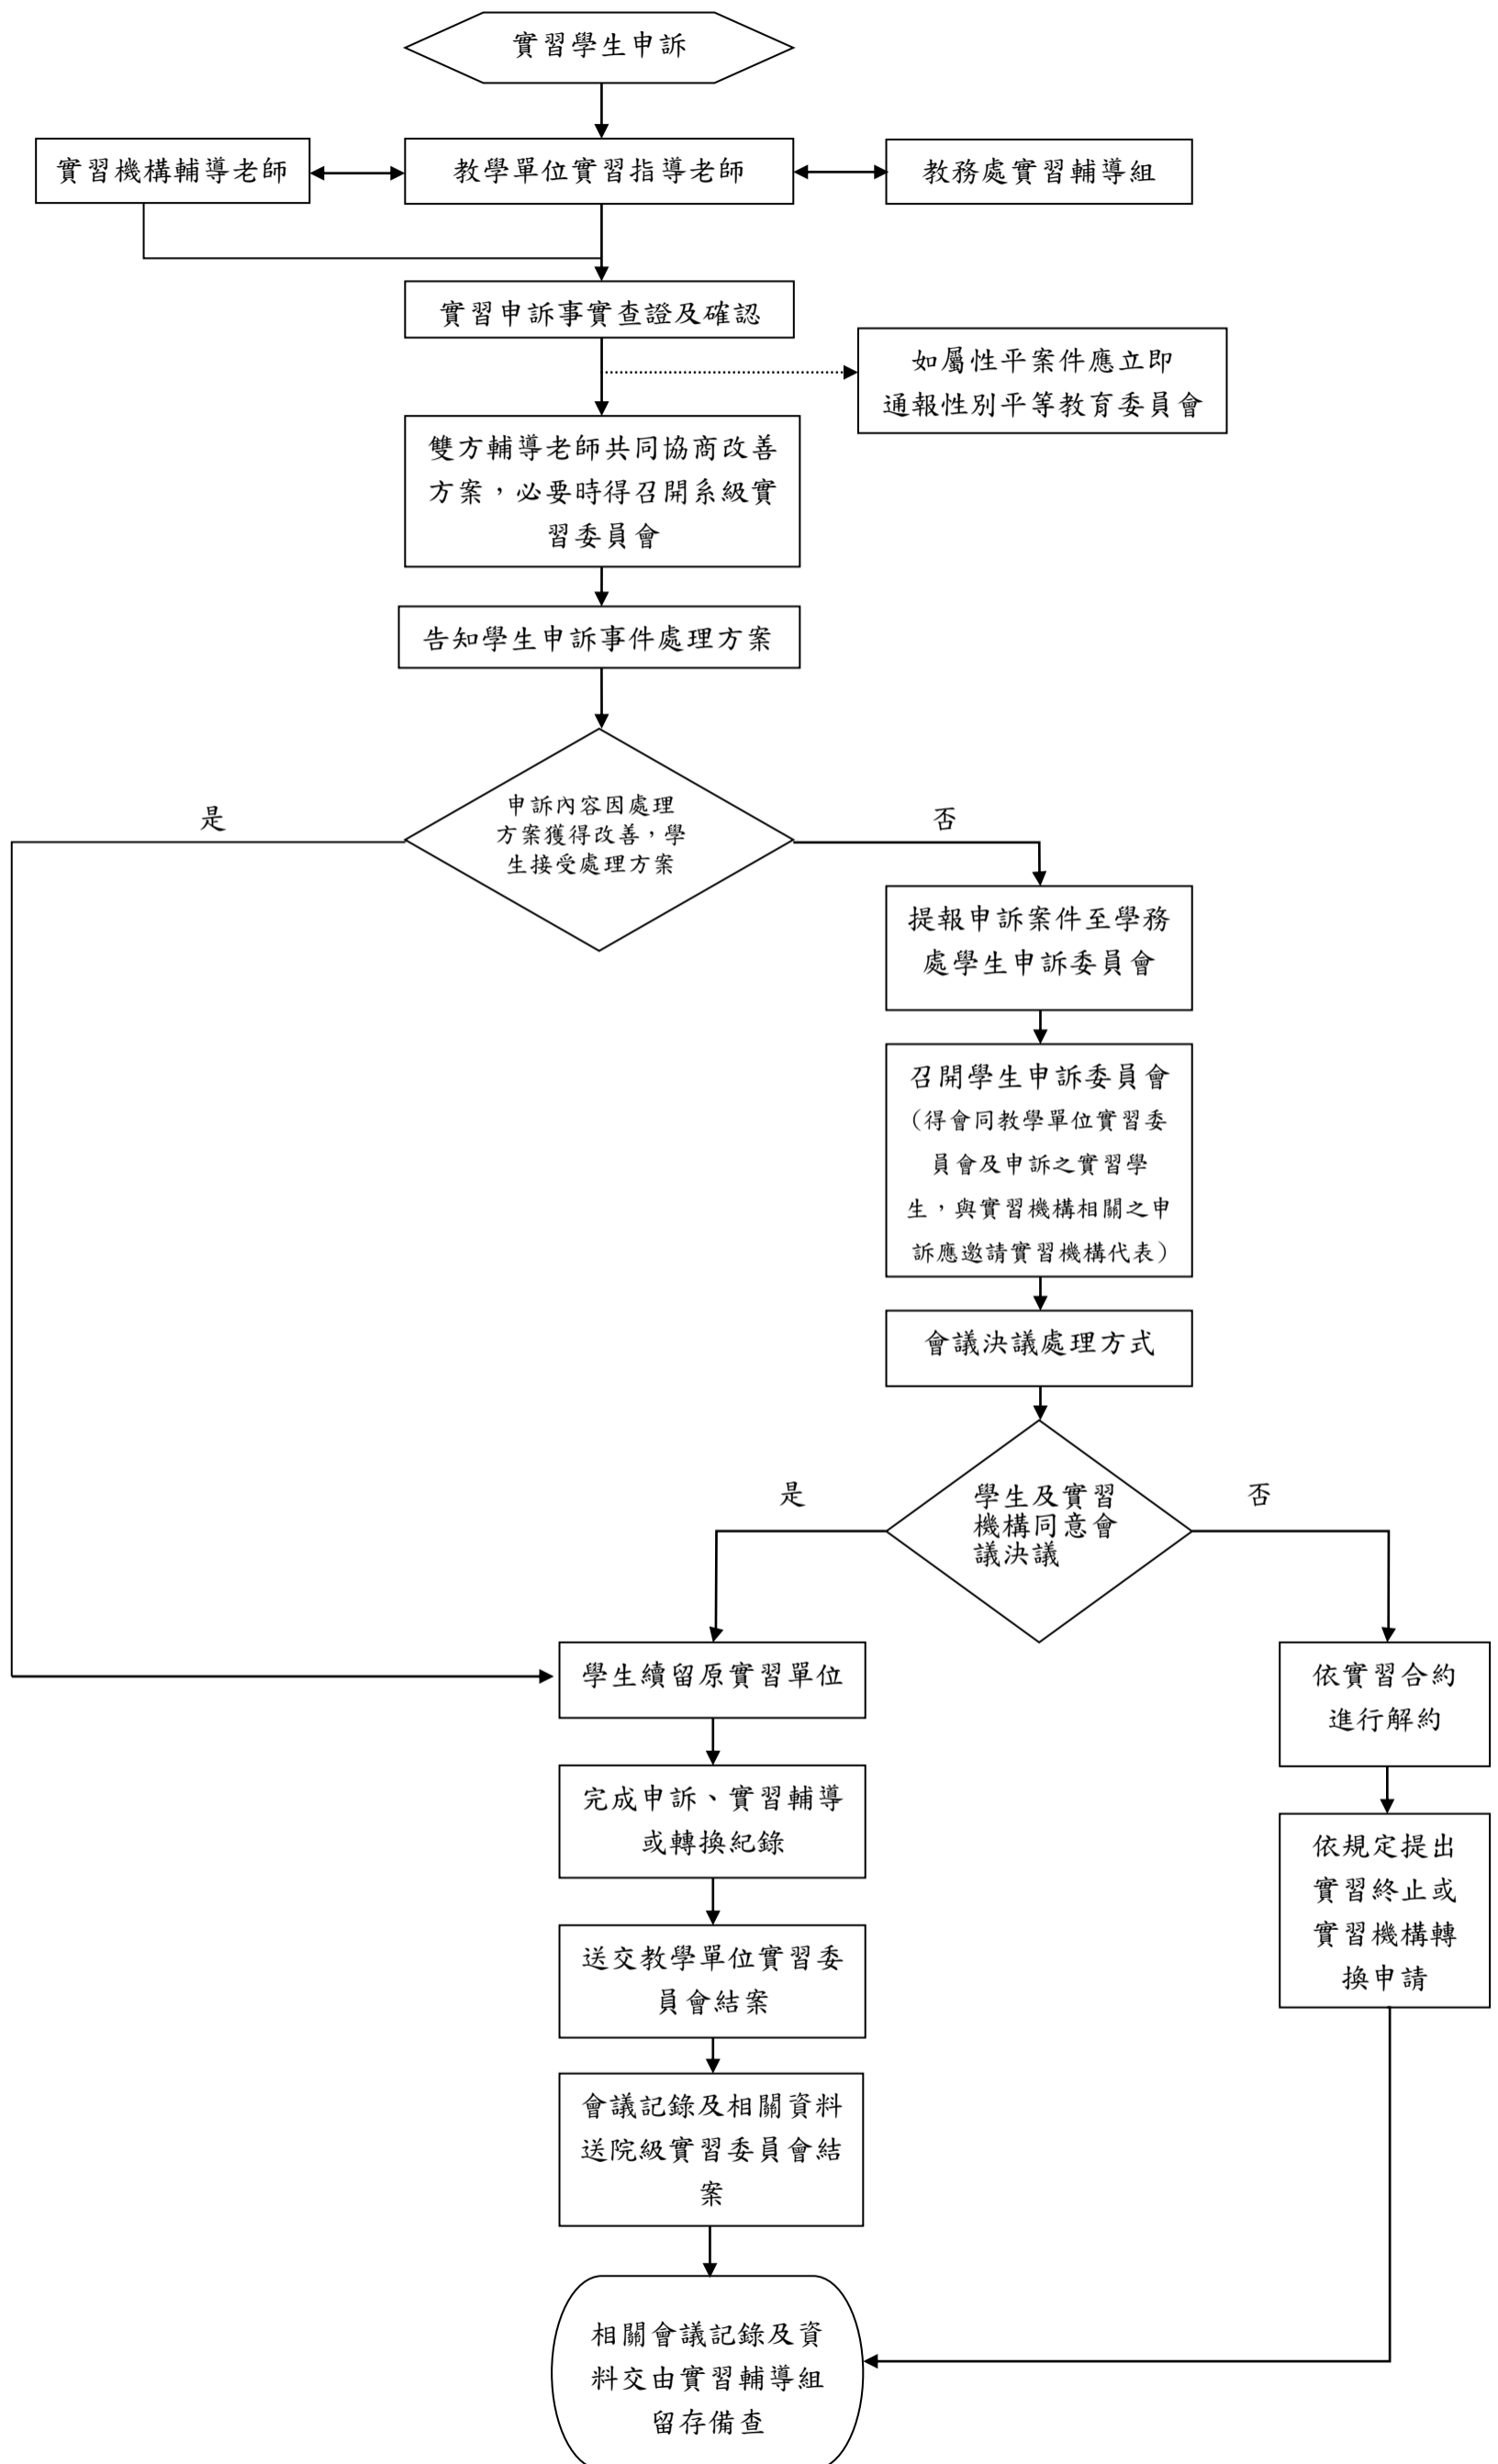 實習學生申訴
實習機構輔導老師
教學單位實習指導老師
教務處實習輔導組
實習申訴事實查證及確認
如屬性平案件應立即
通報性別平等教育委員會
雙方輔導老師共同協商改善
方案，必要時得召開系級實
習委員會
告知學生申訴事件處理方案
申訴內容因處理
方案獲得改善，學
生接受處理方案
是
否
提報申訴案件至學務
處學生申訴委員會
召開學生申訴委員會
（得會同教學單位實習委
員會及申訴之實習學
生，與實習機構相關之申
訴應邀請實習機構代表）
會議決議處理方式
學生及實習
機構同意會
議決議
是
否
學生續留原實習單位
依實習合約
進行解約
完成申訴、實習輔導
或轉換紀錄
依規定提出
實習終止或
實習機構轉
換申請
送交教學單位實習委
員會結案
會議記錄及相關資料
送院級實習委員會結
案
相關會議記錄及資
料交由實習輔導組
留存備查